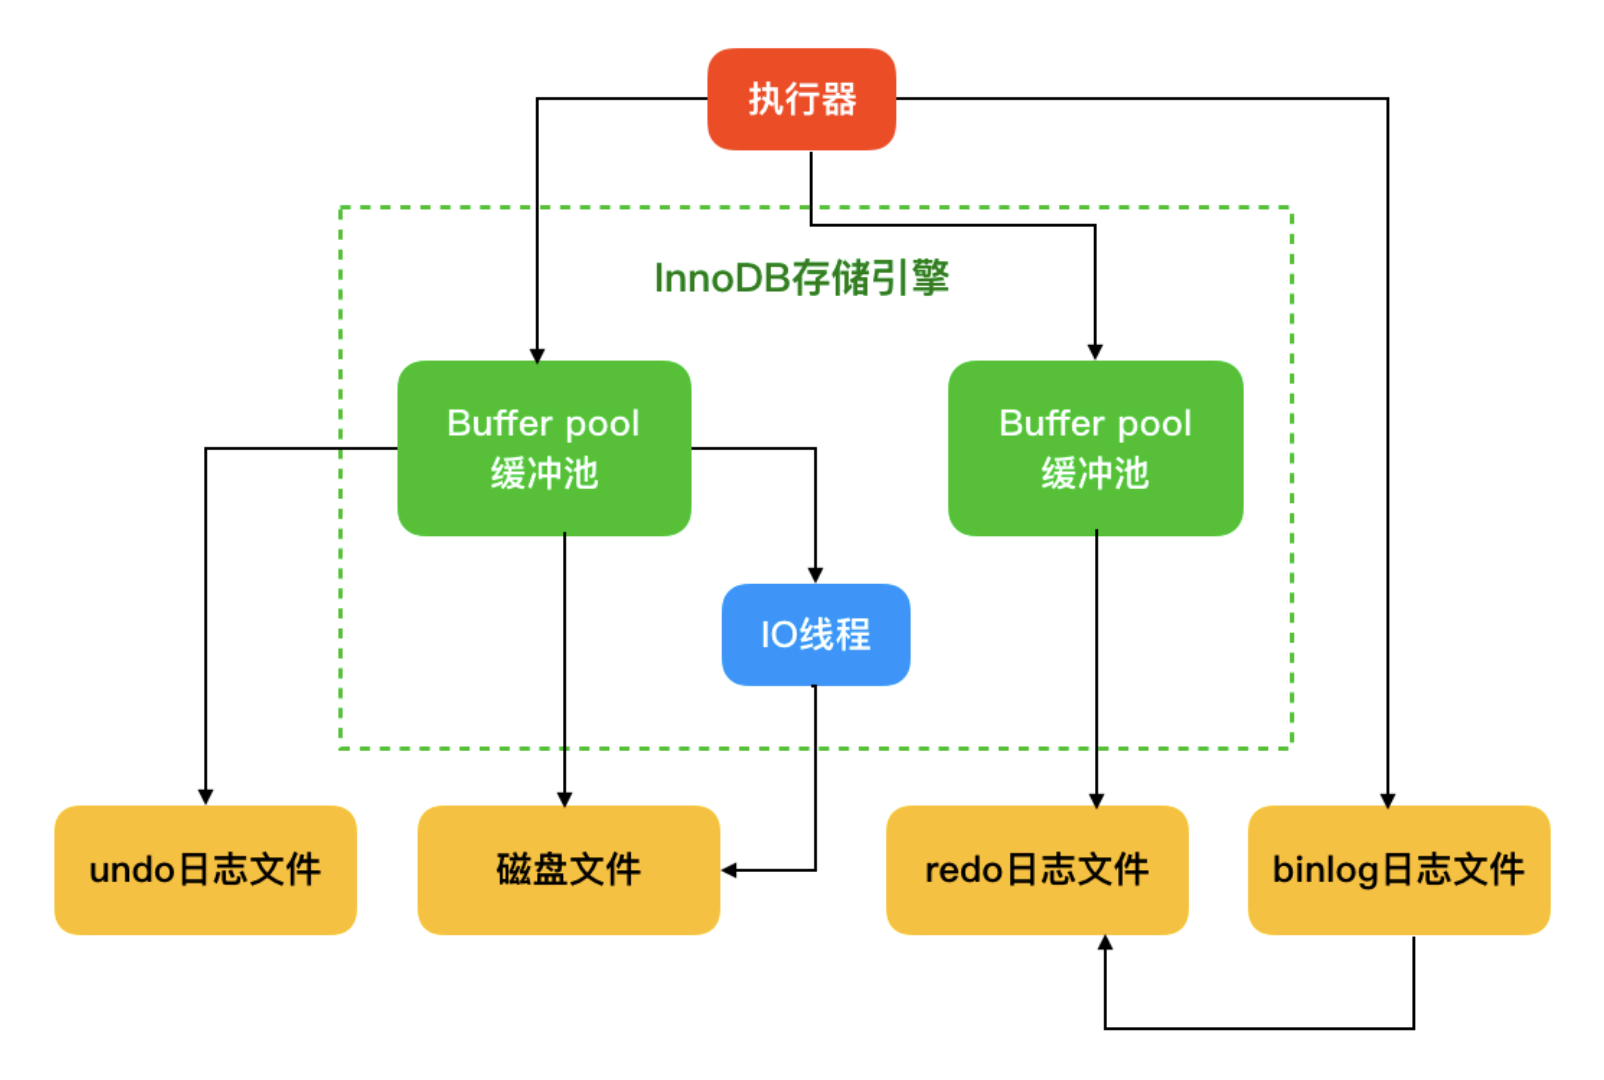 执行器
InnoDB存储引擎
Buffer pool
缓冲池
Buffer pool
缓冲池
IO线程
undo日志文件
磁盘文件
redo日志文件
binlog日志文件